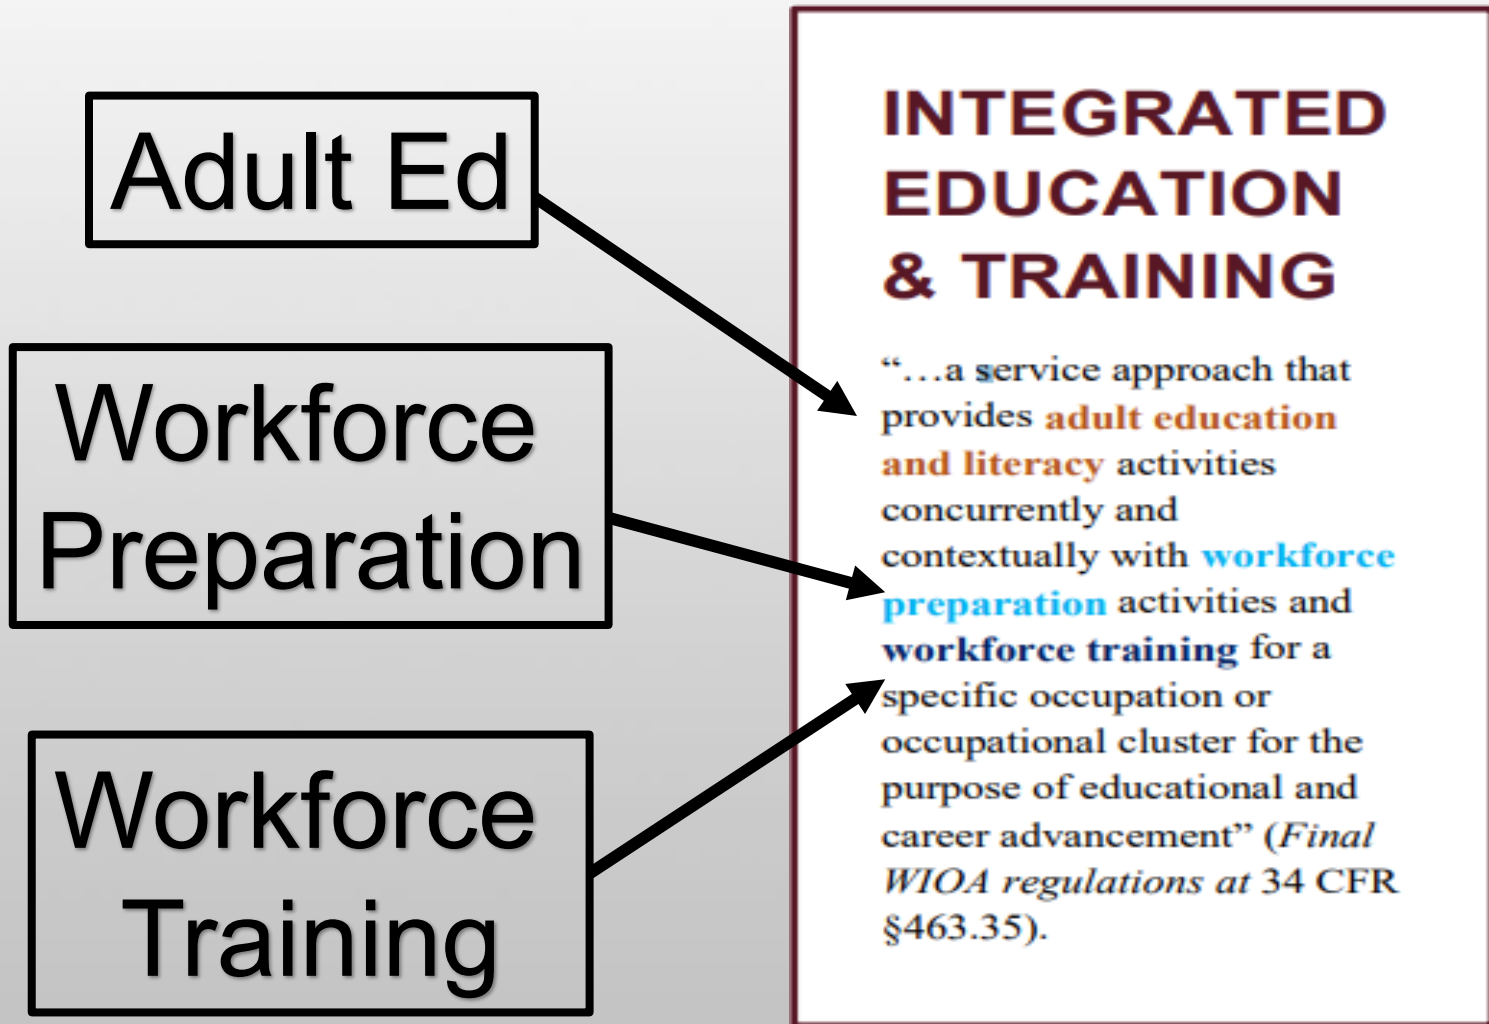 Adult Ed
Workforce
Preparation
Workforce
Training
INTEGRATED
EDUCATION
& TRAINING
“…a service approach that
provides adult education
and literacy activities
concurrently and
contextually with workforce
preparation activities and
workforce training for a
specific occupation or
occupational cluster for the
purpose of educational and
career advancement” (Final
WIOA regulations at 34 CFR
§463.35).